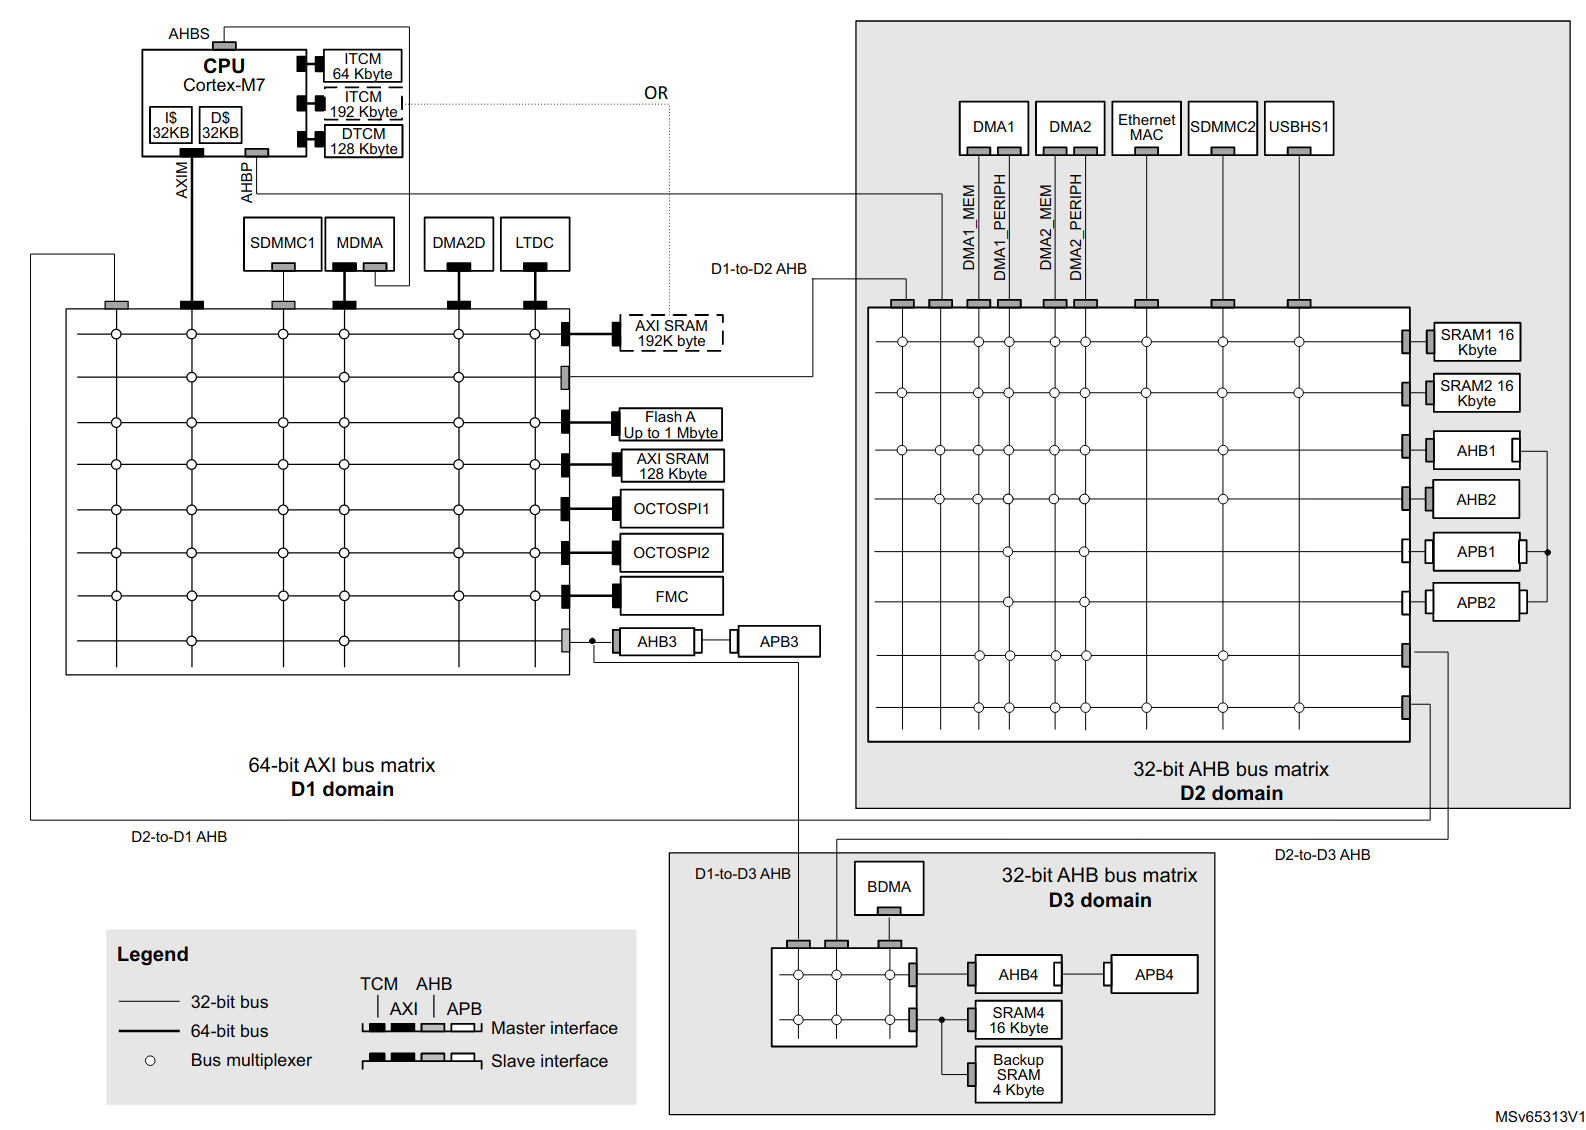 AHBS
CPU
Cortex-M7
I$
32KB
D$
32KB
ITCM
64 Kbyte
ITCM
192 Kbyte
DTCM
128 Kbyte
OR
AXIM
AHBP
SDMMC1
MDMA
DMA2D
LTDC
AXI SRAM
192K byte
Flash A
Up to 1 Mbyte
AXI SRAM
128 Kbyte
OCTOSPI1
OCTOSPI2
FMC
AHB3
APB3
64-bit AXI bus matrix
D1 domain
D1-to-D2 AHB
DMA1
DMA2
Ethernet
MAC
SDMMC2
USBHS1
DMA1_MEM
DMA1_PERIPH
DMA2_MEM
DMA2_PERIPH
SRAM1 16
Kbyte
SRAM2 16
Kbyte
AHB1
AHB2
APB1
APB2
32-bit AHB bus matrix
D2 domain
D2-to-D1 AHB
D2-to-D3 AHB
D1-to-D3 AHB
BDMA
32-bit AHB bus matrix
D3 domain
AHB4
APB4
SRAM4
16 Kbyte
Backup
SRAM
4 Kbyte
Legend
32-bit bus
64-bit bus
Bus multiplexer
TCM
AHB
AXI
APB
Master interface
Slave interface
MSv65313V1